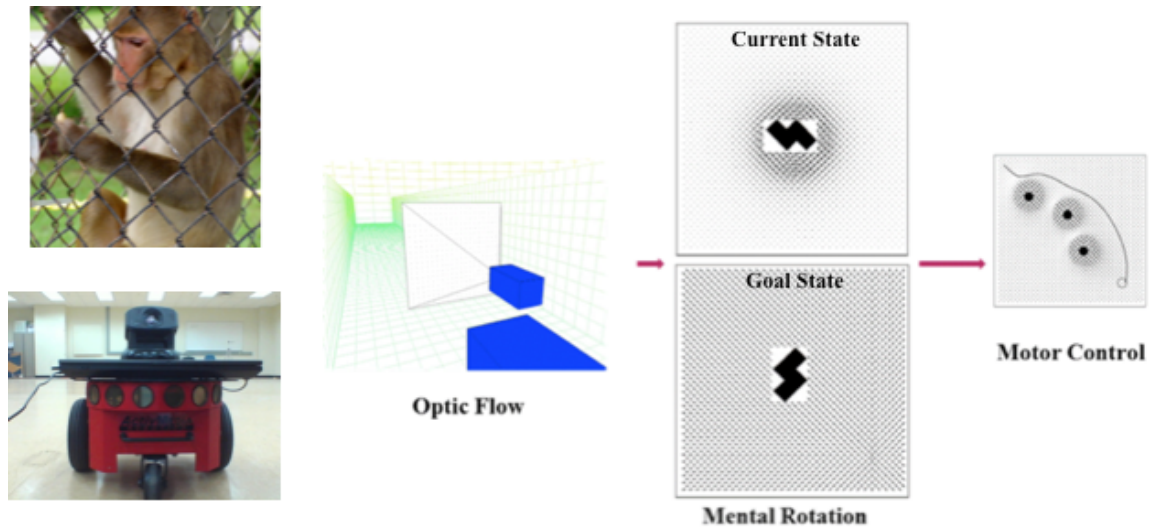 Current State
Goal State
Optic Flow
Mental Rotation
Motor Control